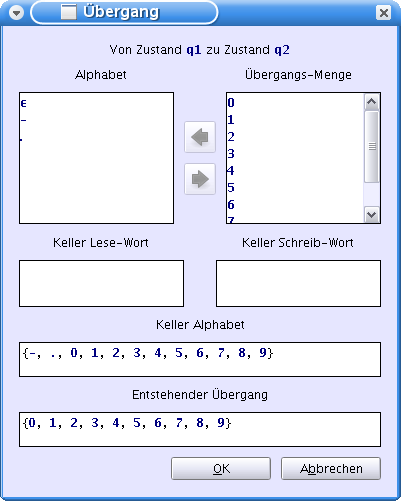 Übergang
Von Zustand q1 zu Zustand q2
Alphabet
Übergangs-Menge
ϵ
-
.
0
1
2
3
4
5
6
7
Keller Lese-Wort
Keller Schreib-Wort
Keller Alphabet
{-, ., 0, 1, 2, 3, 4, 5, 6, 7, 8, 9}
Entstehender Übergang
{0, 1, 2, 3, 4, 5, 6, 7, 8, 9}
OK
Abbrechen